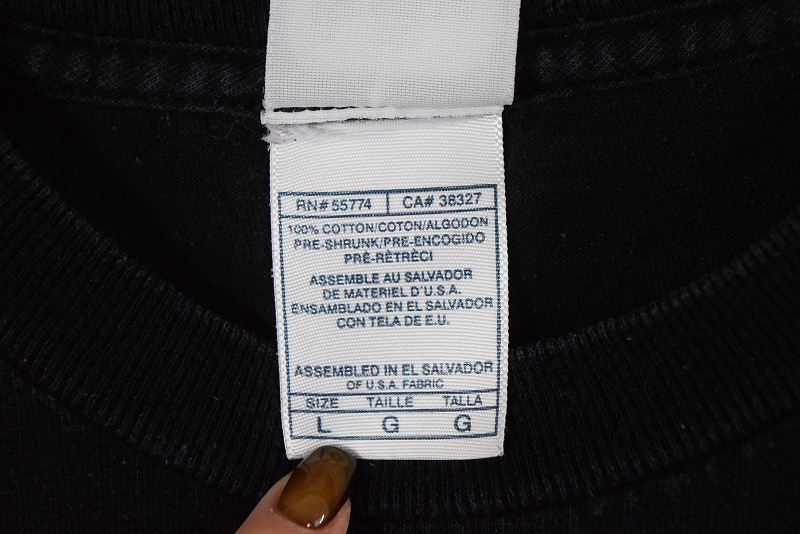 RN# 55774 CA# 38327
100% COTTON/COTON/ALGODON
PRE-SHRUNK/PRE-ENCOGIDO
PRÉ-RÈTRÈCI
ASSEMBLE AU SALVADOR
DE MATERIEL D'U.S.A.
ENSAMBLADO EN EL SALVADOR
CON TELA DE E.U.
ASSEMBLED IN EL SALVADOR
OF U.S.A. FABRIC
SIZE TAILLE TALLA
L G G